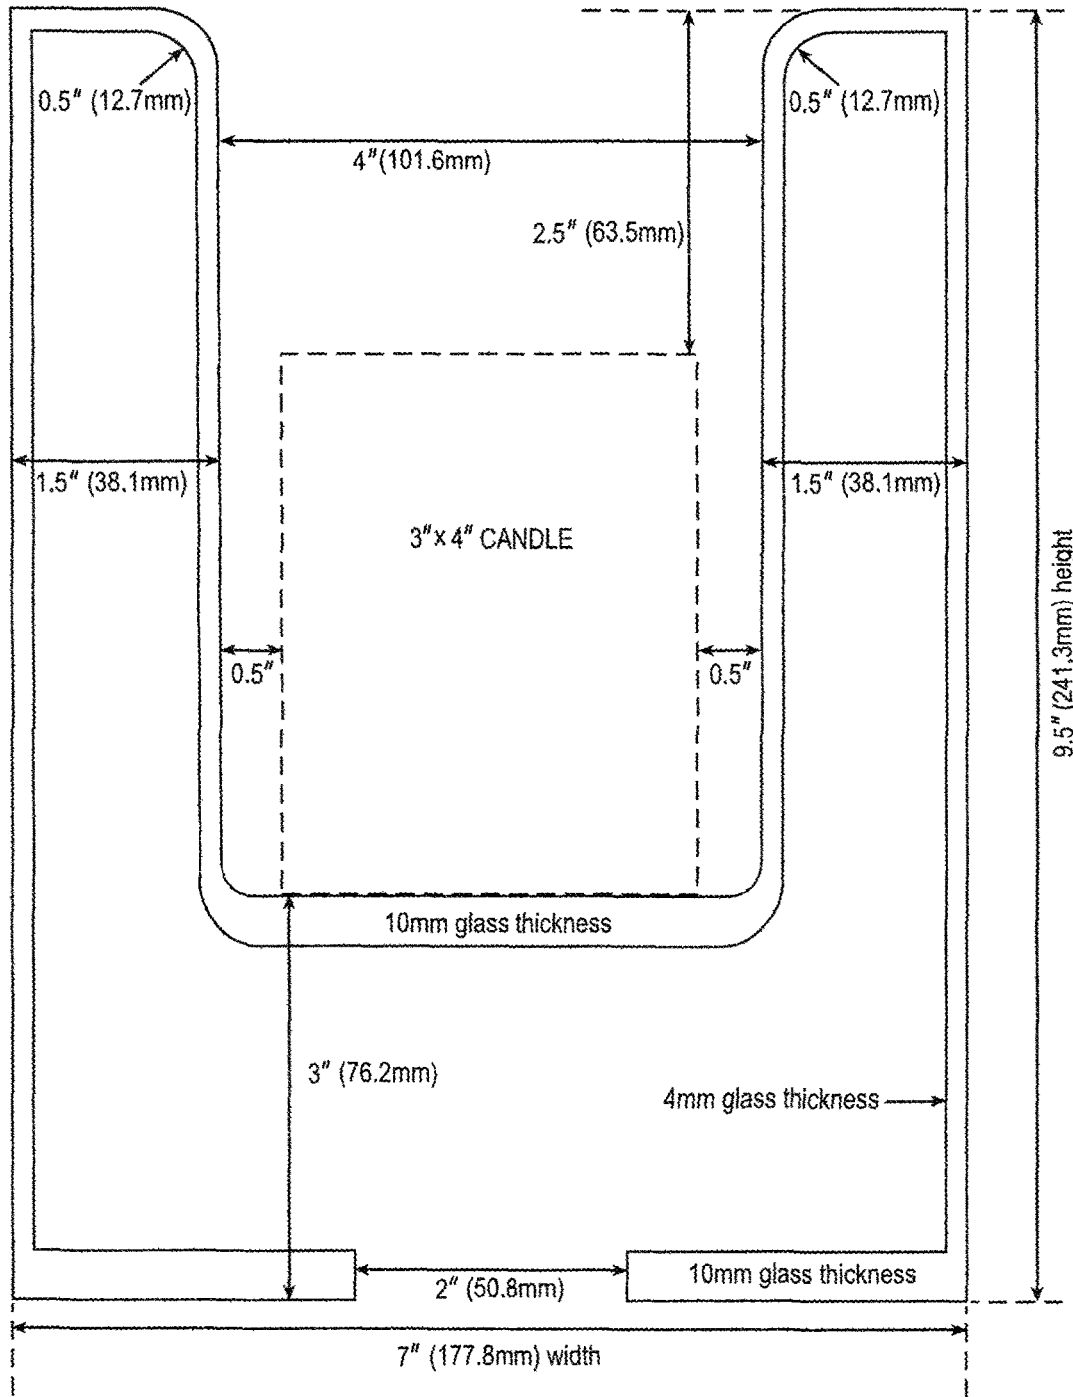 0.5" (12.7mm)
0.5" (12.7mm)
4"(101.6mm)
2.5" (63.5mm)
1.5" (38.1mm)
1.5" (38.1mm)
3"x 4" CANDLE
9.5" (241.3mm) height
0.5"
0.5"
10mm glass thickness
3" (76.2mm)
4mm glass thickness
2" (50.8mm)
10mm glass thickness
7" (177.8mm) width